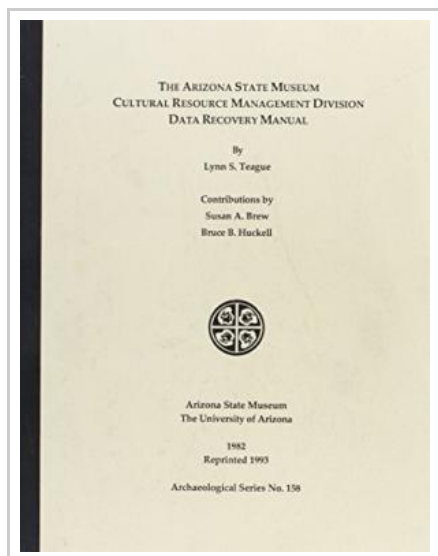 THE ARIZONA STATE MUSEUM
CULTURAL RESOURCE MANAGEMENT DIVISION
DATA RECOVERY MANUAL
By
Lynn S. Teague
Contributions by
Susan A. Brew
Bruce B. Huckell
Arizona State Museum
The University of Arizona
1982
Reprinted 1993
Archaeological Series No. 158